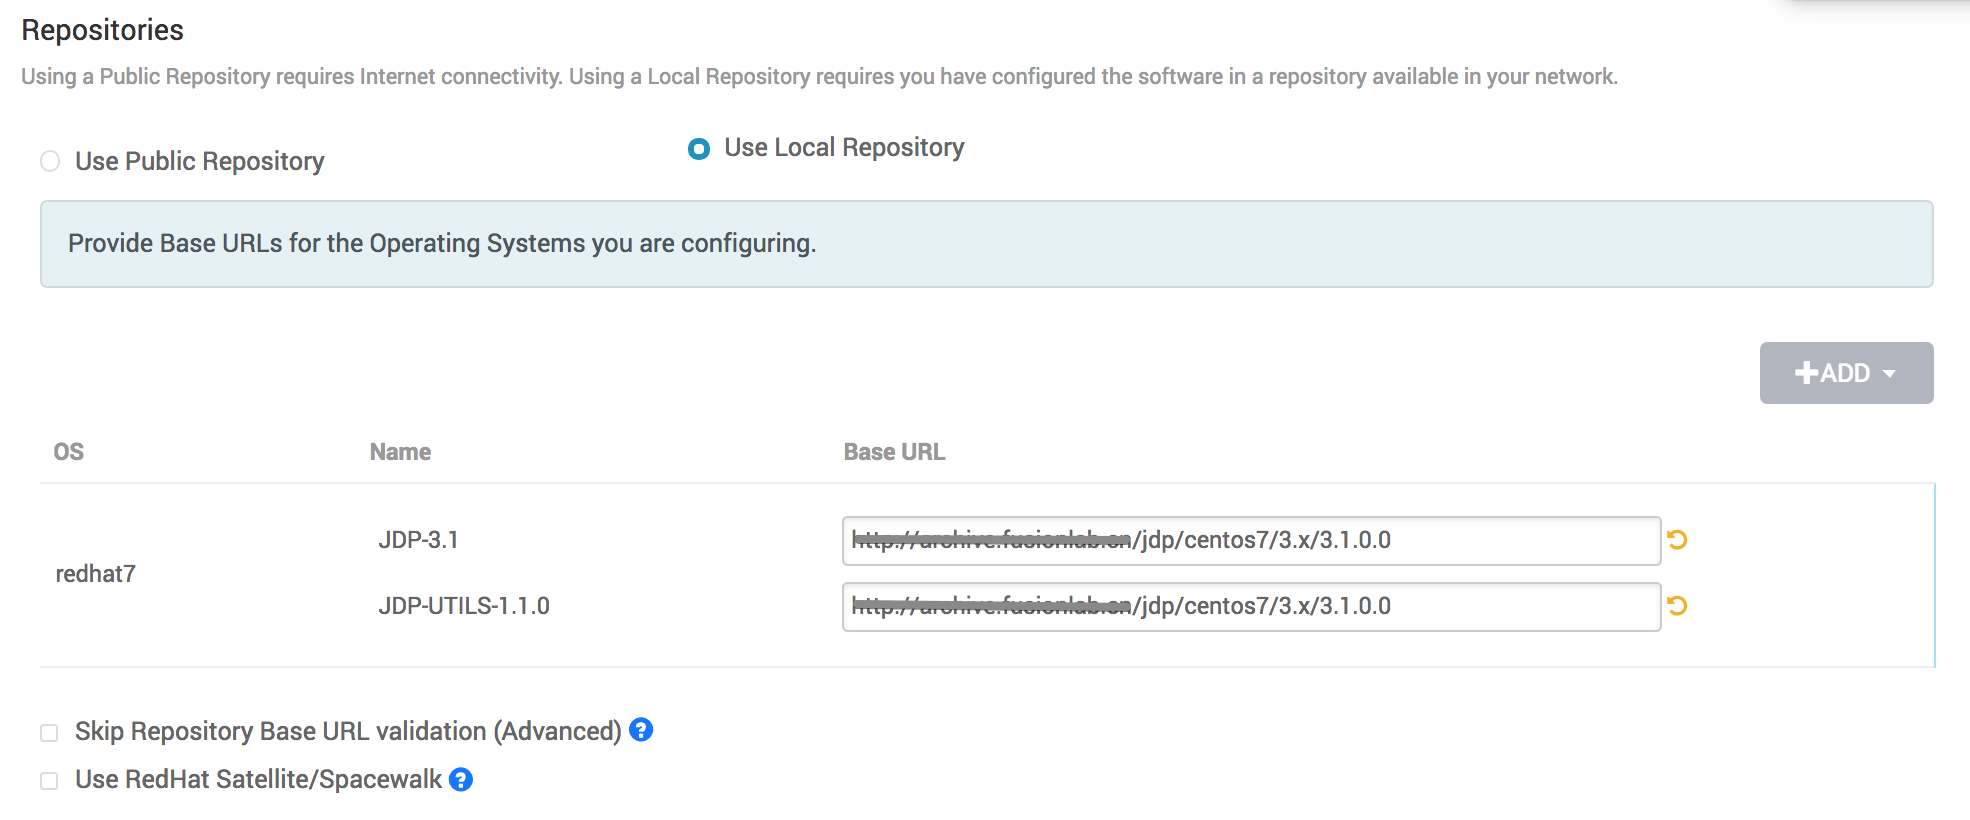 Repositories
Using a Public Repository requires Internet connectivity. Using a Local Repository requires you have configured the software in a repository available in your network.
Use Public Repository
Use Local Repository
Provide Base URLs for the Operating Systems you are configuring.
ADD
OS Name Base URL
redhat7
JDP-3.1 /jdp/centos7/3.x/3.1.0.0
JDP-UTILS-1.1.0 /jdp/centos7/3.x/3.1.0.0
Skip Repository Base URL validation (Advanced) ?
Use RedHat Satellite/Spacewalk ?